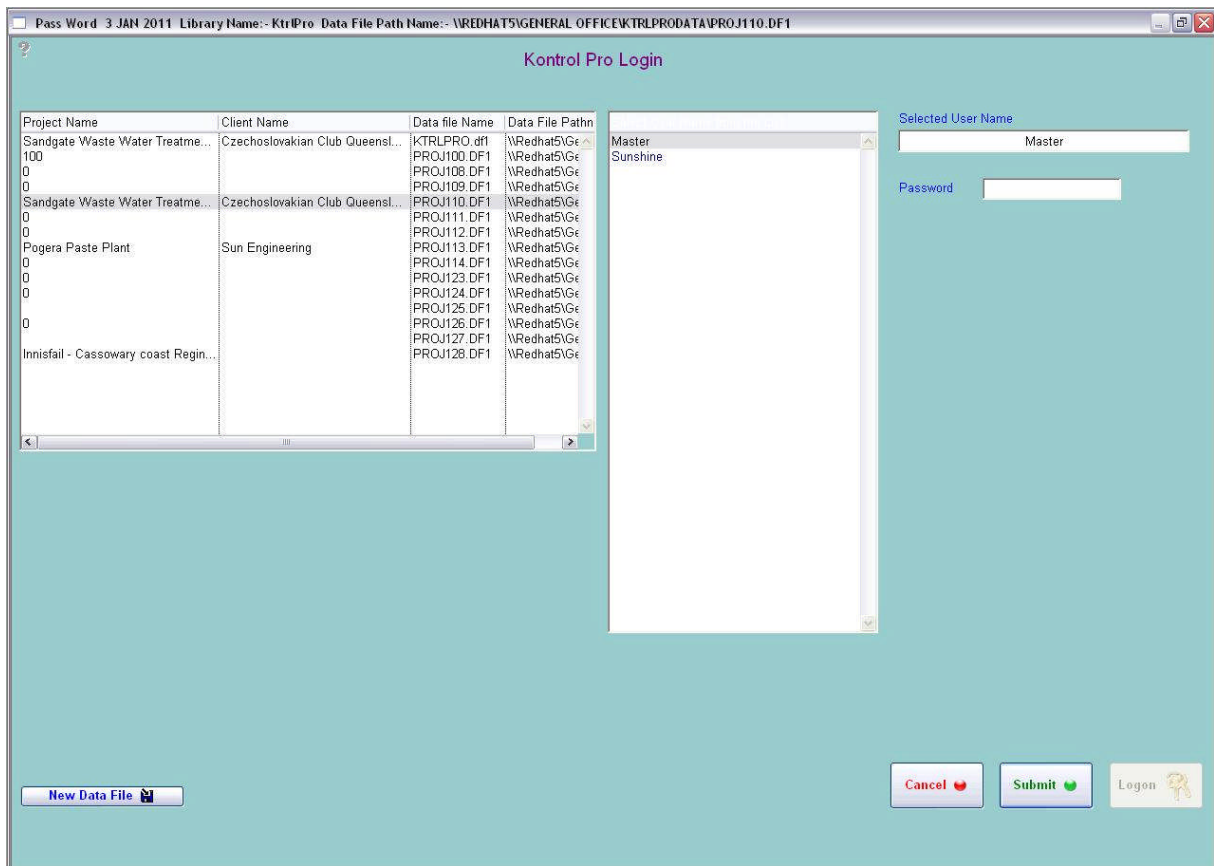 Pass Word 3 JAN 2011 Library Name:- KtrlPro Data File Path Name:- \\REDHAT5\GENERAL OFFICE\KTRLPRODATA\PROJ110.DF1
?
Kontrol Pro Login
Project Name Client Name Data file Name Data File Pathn
Sandgate Waste Water Treatme... Czechoslovakian Club Queensl... KTRLPRO.df1 \\Redhat5\Ge
100 PROJ100.DF1 \\Redhat5\Ge
0 PROJ108.DF1 \\Redhat5\Ge
0 PROJ109.DF1 \\Redhat5\Ge
Sandgate Waste Water Treatme... Czechoslovakian Club Queensl... PROJ110.DF1 \\Redhat5\Ge
0 PROJ111.DF1 \\Redhat5\Ge
0 PROJ112.DF1 \\Redhat5\Ge
Pogera Paste Plant Sun Engineering PROJ113.DF1 \\Redhat5\Ge
0 PROJ114.DF1 \\Redhat5\Ge
0 PROJ123.DF1 \\Redhat5\Ge
0 PROJ124.DF1 \\Redhat5\Ge
PROJ125.DF1 \\Redhat5\Ge
0 PROJ126.DF1 \\Redhat5\Ge
PROJ127.DF1 \\Redhat5\Ge
Innisfail - Cassowary coast Regin... PROJ128.DF1 \\Redhat5\Ge
Master
Sunshine
Selected User Name
Master
Password
New Data File
Cancel
Submit
Logon